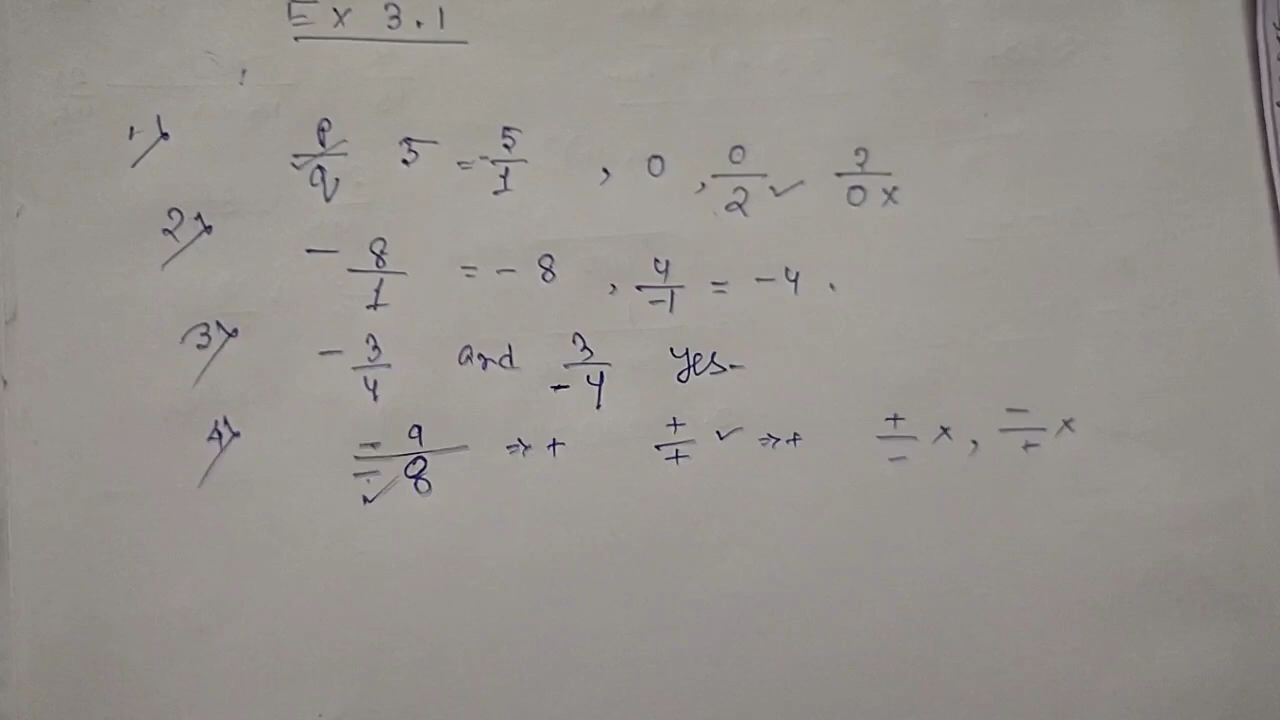 Ex 3.1
1) p/q 5 = 5/1 , 0 , 0/2 ✓ 2/0 x
2) - 8/1 = - 8 , 4/-1 = - 4 .
3) - 3/4 and 3/-4 Yes-
4) -9/-8 ✓ ⇒ + +/+ ✓ ⇒ + +/- x , -/+ x